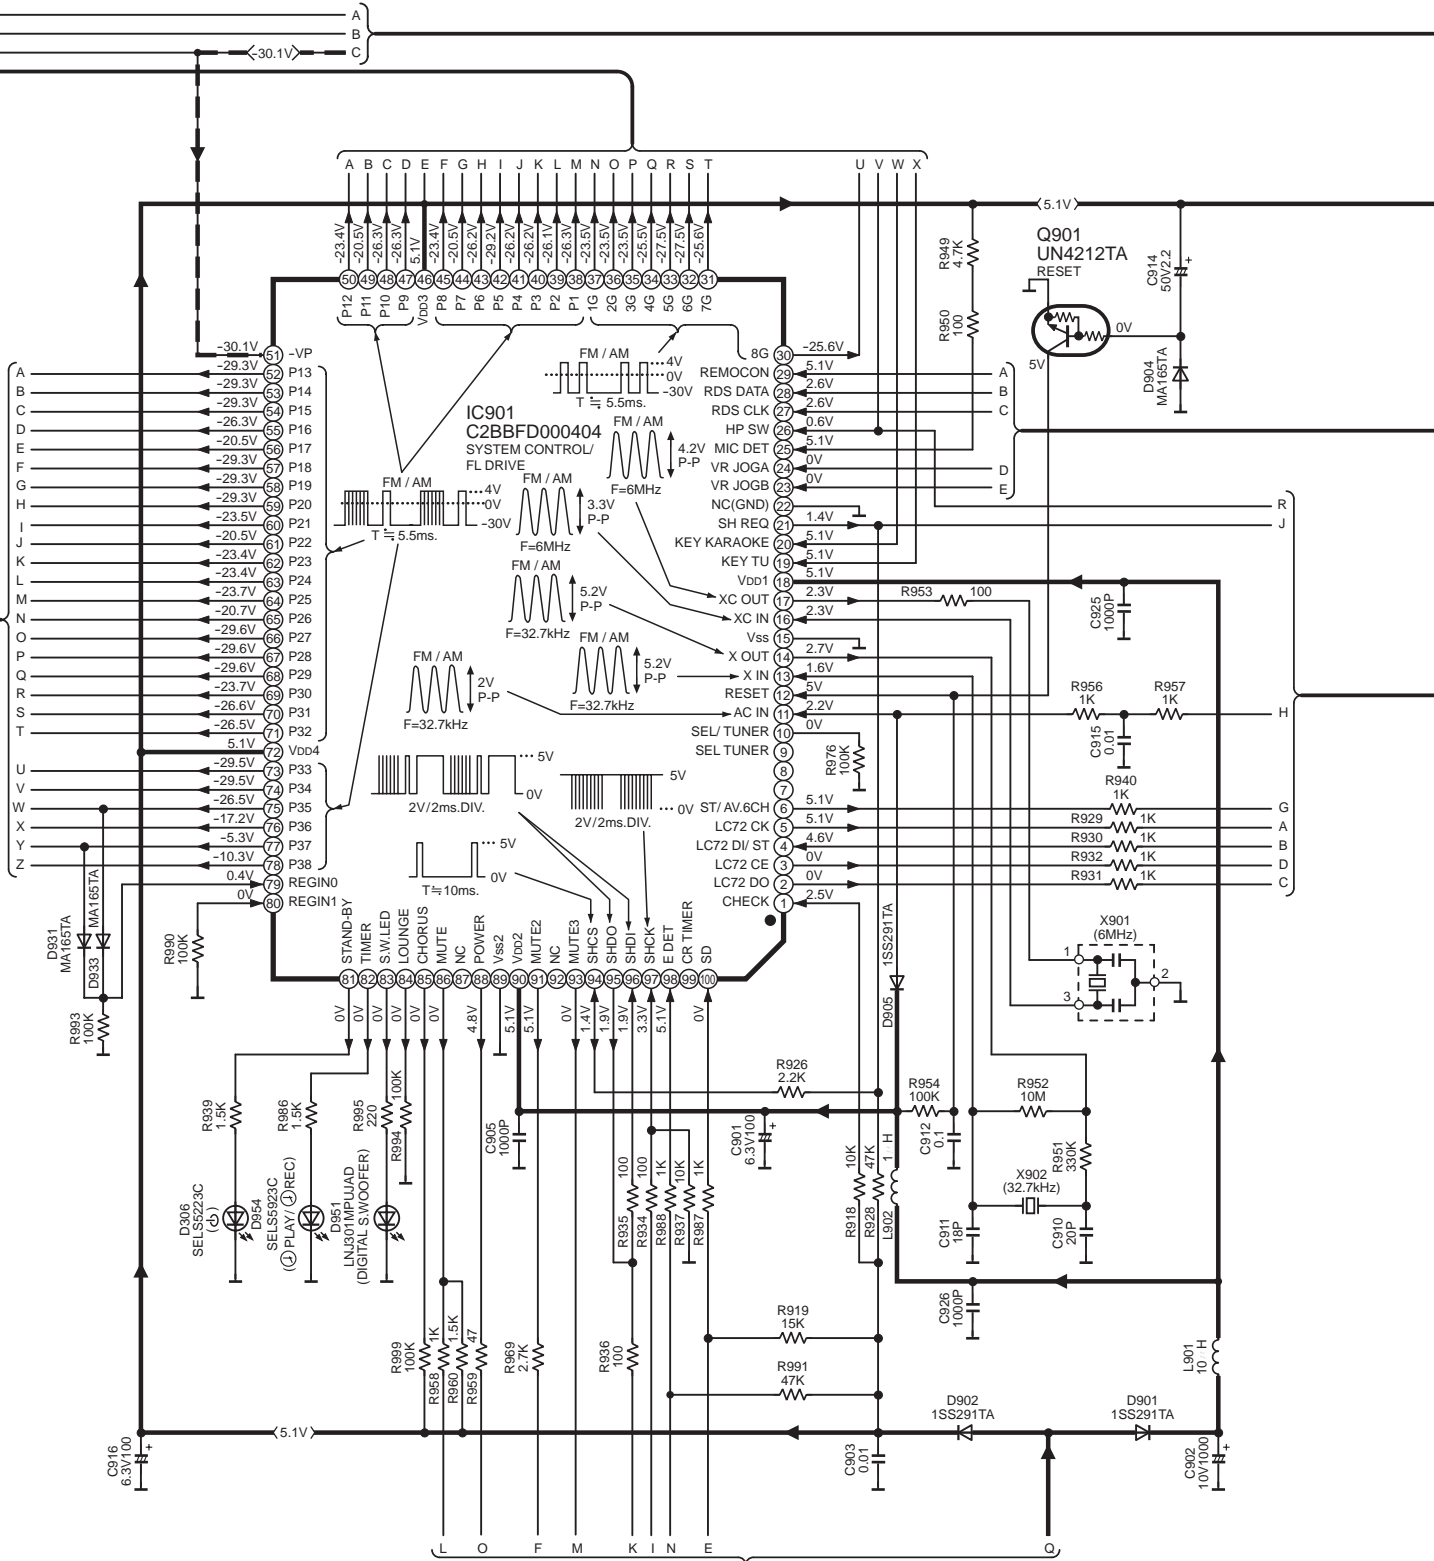 A
B
C
-30.1V
A B C D E F G H I J K L M N O P Q R S T
U V W X
-23.4V -20.5V -26.3V -26.3V 5.1V -23.4V -20.5V -26.2V -29.2V -26.2V -26.2V -26.1V -26.3V -23.5V -23.5V -23.5V -25.5V -27.5V -27.5V -25.6V
50 49 48 47 46 45 44 43 42 41 40 39 38 37 36 35 34 33 32 31
P12 P11 P10 P9 VDD3 P8 P7 P6 P5 P4 P3 P2 P1 1G 2G 3G 4G 5G 6G 7G
5.1V
R949
4.7K
R950
100
Q901
UN4212TA
RESET
0V
5V
C914
50V2.2
+
D904
MA165TA
-30.1V 51 -VP
A -29.3V 52 P13
B -29.3V 53 P14
C -29.3V 54 P15
D -26.3V 55 P16
E -20.5V 56 P17
F -29.3V 57 P18
G -29.3V 58 P19
H -29.3V 59 P20
I -23.5V 60 P21
J -20.5V 61 P22
K -23.4V 62 P23
L -23.4V 63 P24
M -23.7V 64 P25
N -20.7V 65 P26
O -29.6V 66 P27
P -29.6V 67 P28
Q -29.6V 68 P29
R -23.7V 69 P30
S -26.6V 70 P31
T -26.5V 71 P32
5.1V 72 VDD4
U -29.5V 73 P33
V -29.5V 74 P34
W -26.5V 75 P35
X -17.2V 76 P36
Y -5.3V 77 P37
Z -10.3V 78 P38
0.4V 79 REGIN0
0V 80 REGIN1
IC901
C2BBFD000404
SYSTEM CONTROL/
FL DRIVE
FM / AM
4V
0V
-30V
T ≒ 5.5ms.
FM / AM
4V
0V
-30V
T ≒ 5.5ms.
FM / AM
4.2V
P-P
F=6MHz
FM / AM
3.3V
P-P
F=6MHz
FM / AM
5.2V
P-P
F=32.7kHz
FM / AM
5.2V
P-P
F=32.7kHz
FM / AM
2V
P-P
F=32.7kHz
5V
0V
2V/2ms.DIV.
5V
0V
2V/2ms.DIV.
5V
0V
T≒10ms.
8G 30 -25.6V
REMOCON 29 5.1V A
RDS DATA 28 2.6V B
RDS CLK 27 2.6V C
HP SW 26 0.6V
MIC DET 25 5.1V
VR JOGA 24 0V D
VR JOGB 23 0V E
NC(GND) 22 R
SH REQ 21 1.4V J
KEY KARAOKE 20 5.1V
KEY TU 19 5.1V
VDD1 18 5.1V
XC OUT 17 2.3V R953 100
XC IN 16 2.3V
Vss 15
X OUT 14 2.7V
X IN 13 1.6V
RESET 12 5V
AC IN 11 2.2V H
SEL/ TUNER 10 0V
SEL TUNER 9
8
7
ST/ AV.6CH 6 5.1V G
LC72 CK 5 5.1V R929 1K A
LC72 DI/ ST 4 4.6V R930 1K B
LC72 CE 3 0V R932 1K D
LC72 DO 2 0V R931 1K C
CHECK 1 2.5V
C925
1000P
R956
1K
R957
1K
C915
0.01
R976
100K
R940
1K
X901
(6MHz)
1
2
3
D931
MA165TA
D933
MA165TA
R990
100K
R993
100K
STAND-BY TIMER S.W.LED LOUNGE CHORUS MUTE NC POWER VSS2 VDD2 MUTE2 NC MUTE3 SHCS SHDO SHDI SHCK E DET CR TIMER SD
81 82 83 84 85 86 87 88 89 90 91 92 93 94 95 96 97 98 99 100
0V 0V 0V 0V 0V 0V 4.8V 5.1V 5.1V 0V 1.4V 1.9V 1.9V 3.3V 5.1V 0V
1SS291TA
D905
R939
1.5K
R986
1.5K
R995
220
100K
R994
C905
1000P
R926
2.2K
C901
6.3V100
+
R954
100K
C912
0.1
R952
10M
R951
330K
X902
(32.7kHz)
C911
18P
C910
20P
D306
SELS5223C
D954
SELS5923C
( PLAY/ REC)
D951
LNJ301MPUJAD
(DIGITAL S.WOOFER)
R935 100
R934 100
R988 1K
R937 10K
R987 1K
R918 10K
R928 47K
L902
C926
1000P
R999
100K
R958 1K
R960 1.5K
R959 47
R969
2.7K
R936
100
R919
15K
R991
47K
L901
D902
1SS291TA
D901
1SS291TA
5.1V
C916
6.3V100
+
C903
0.01
C902
10V1000
+
L O F M K I N E Q